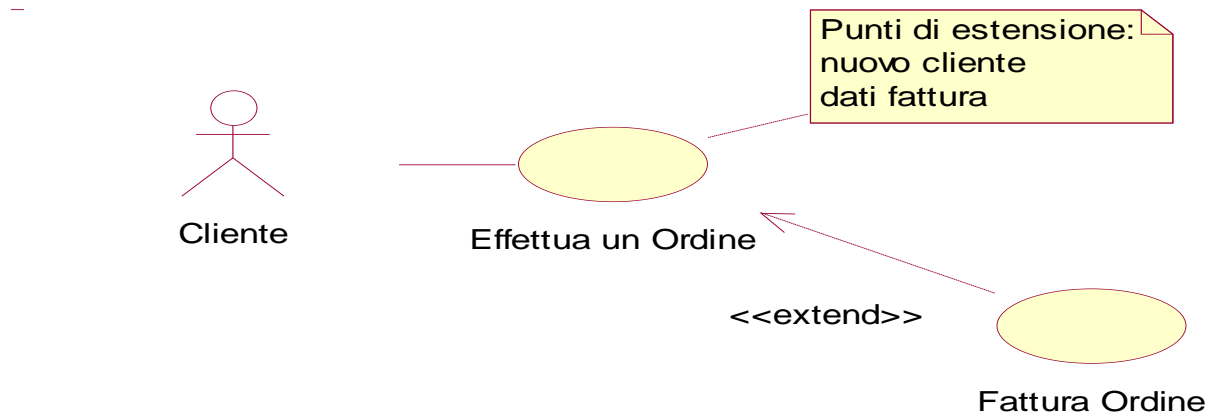 Punti di estensione:
nuovo cliente
dati fattura
Cliente
Effettua un Ordine
<<extend>>
Fattura Ordine